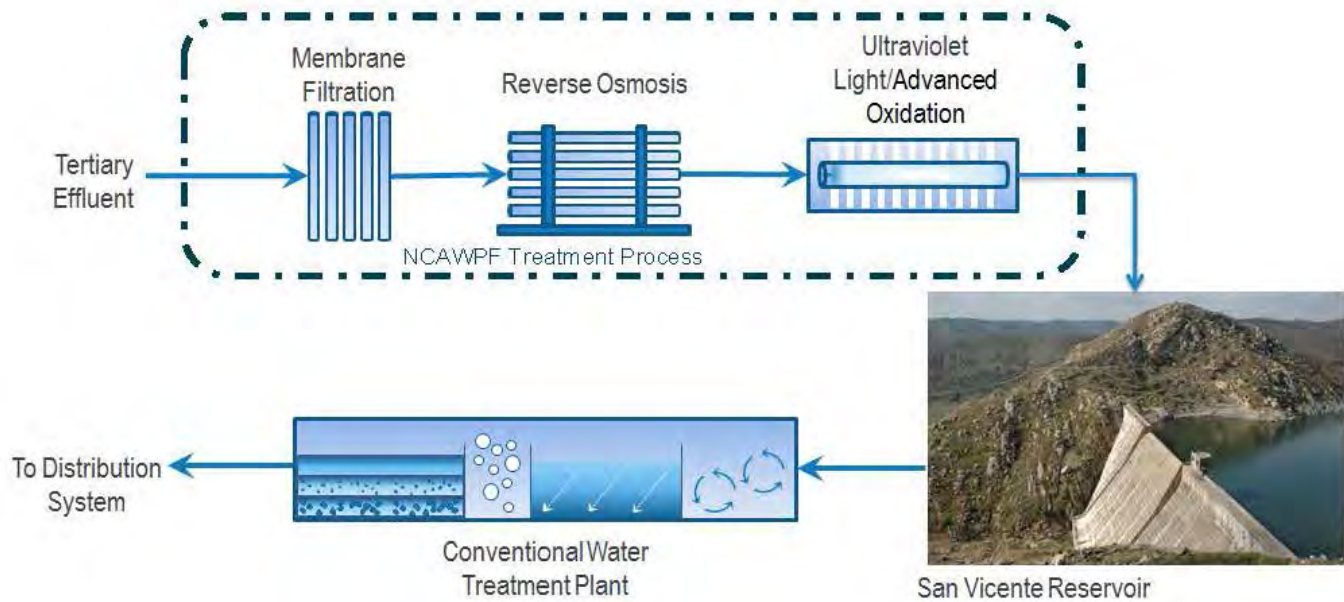 Membrane
Filtration
Reverse Osmosis
Ultraviolet
Light/Advanced
Oxidation
Tertiary
Effluent
NCAWPF Treatment Process
To Distribution
System
Conventional Water
Treatment Plant
San Vicente Reservoir